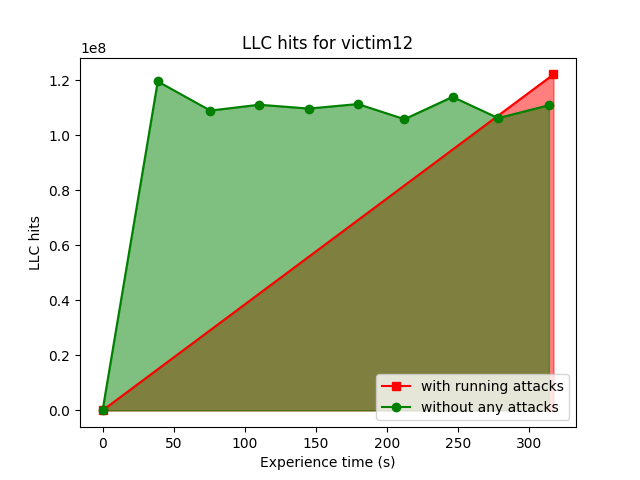 LLC hits for victim12
1e8
1.2
1.0
0.8
0.6
0.4
0.2
0.0
LLC hits
0 50 100 150 200 250 300
Experience time (s)
with running attacks
without any attacks